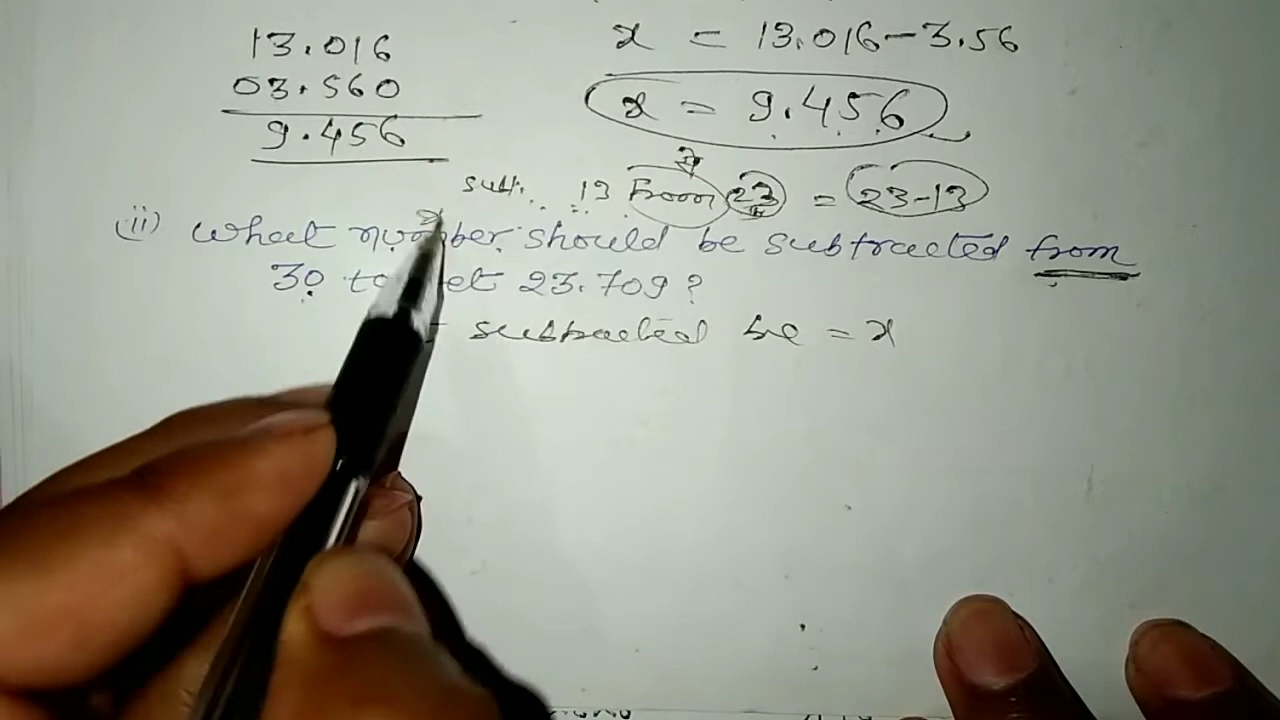 13.016
03.560
9.456
x = 13.016-3.56
x = 9.456
13 From 23 = 23-13
(ii) What number should be subtracted from
30 to get 23.709?
subtracted be = x